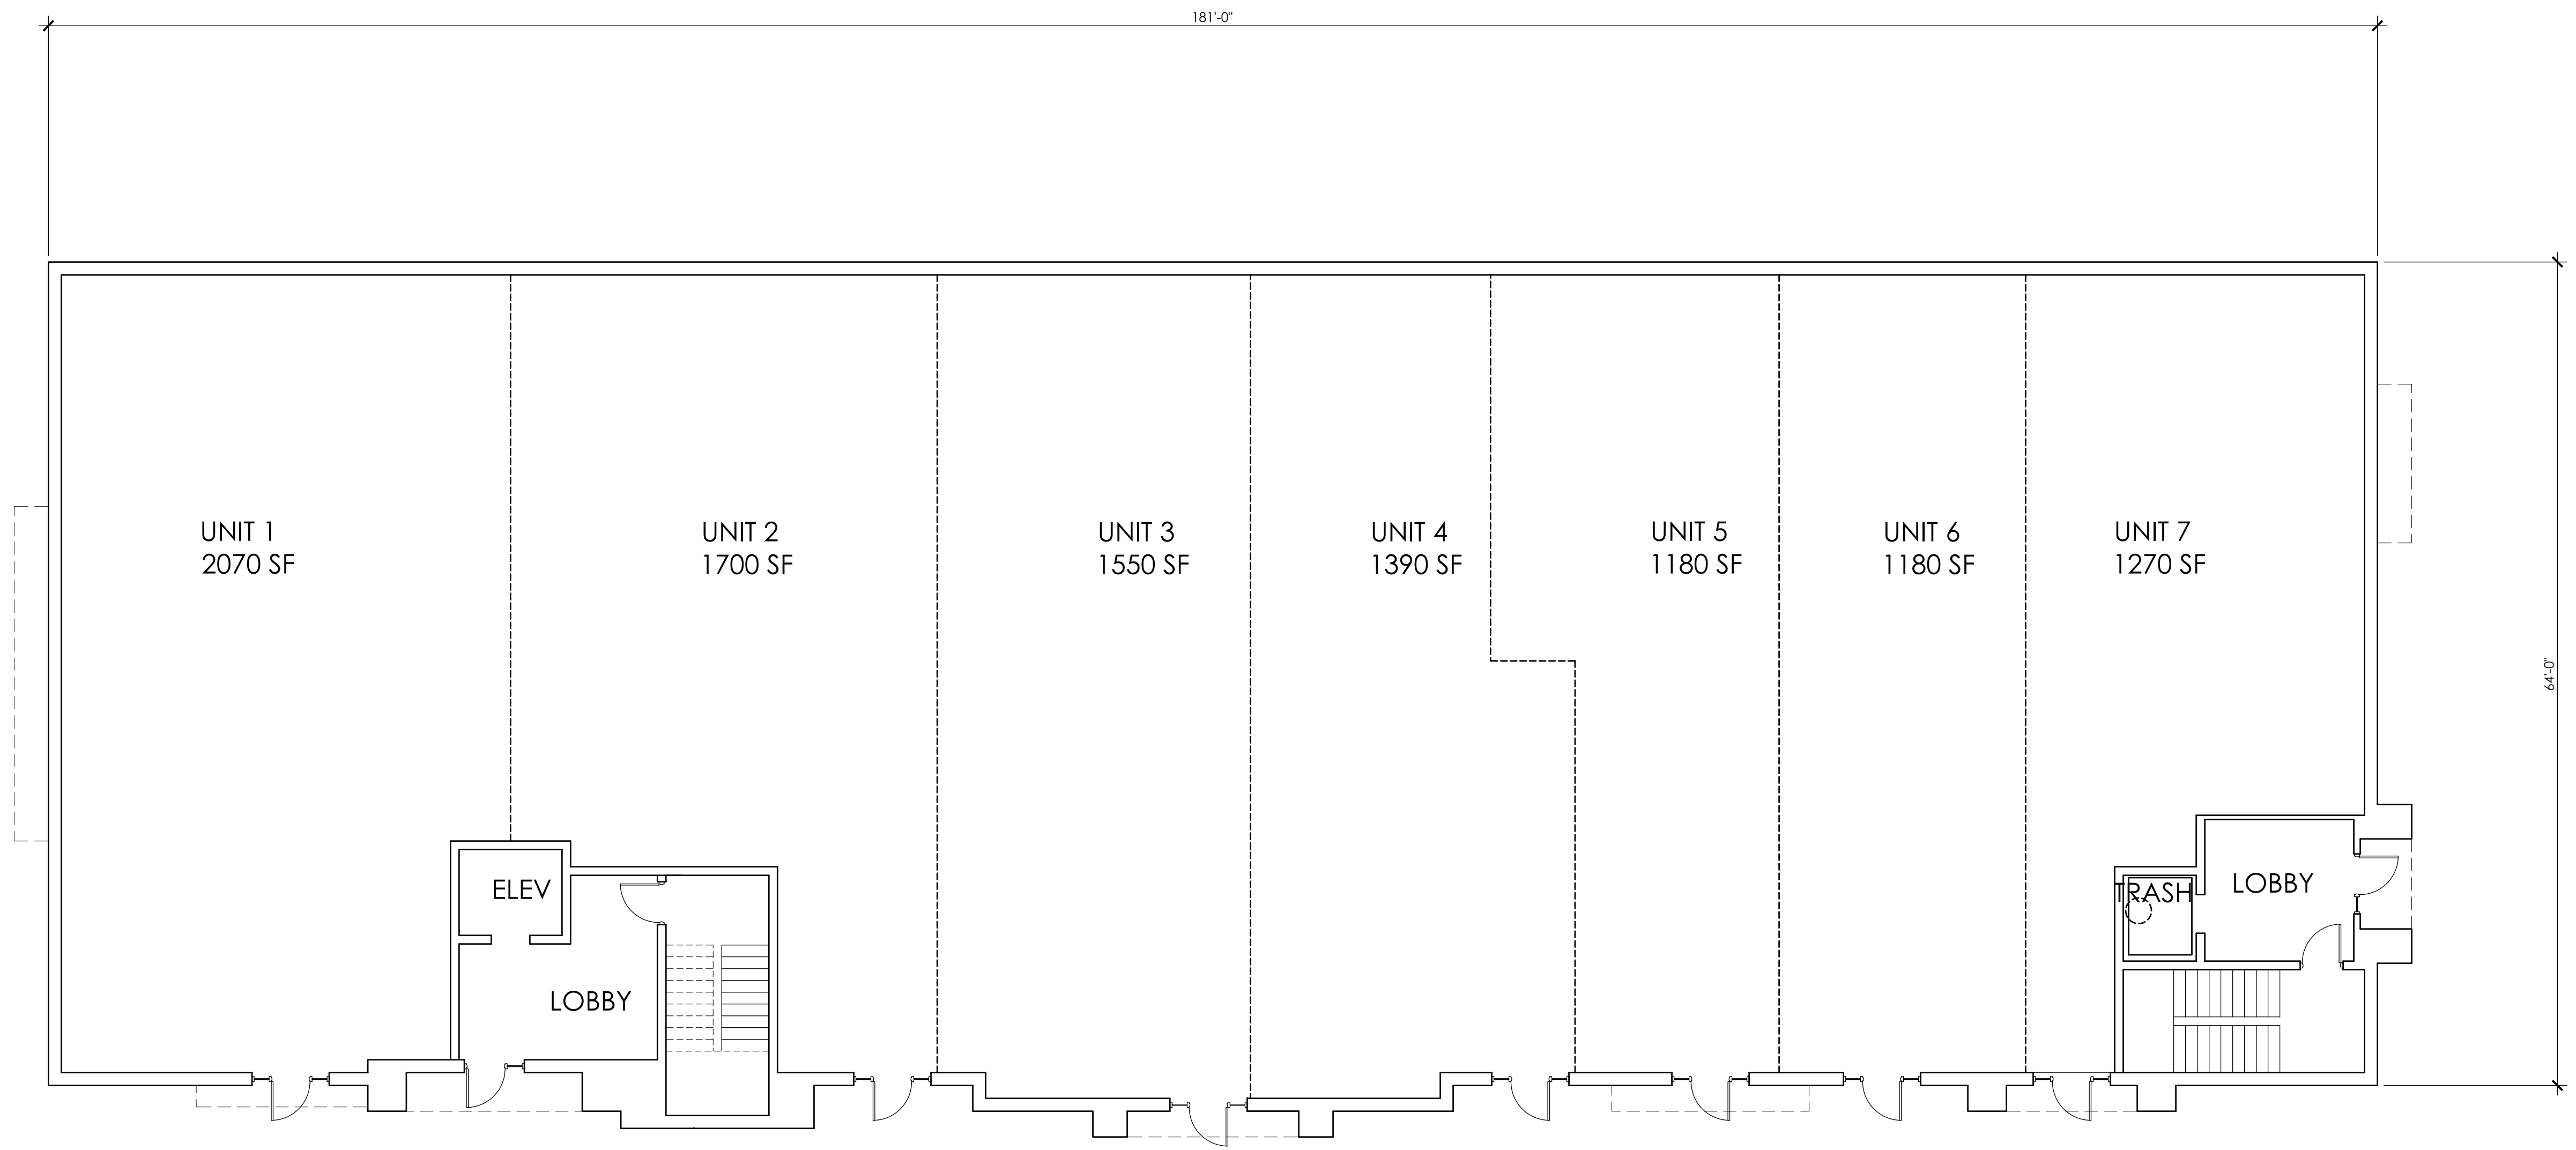 181'-0"
UNIT 1
2070 SF
UNIT 2
1700 SF
UNIT 3
1550 SF
UNIT 4
1390 SF
UNIT 5
1180 SF
UNIT 6
1180 SF
UNIT 7
1270 SF
64'-0"
ELEV
LOBBY
TRASH
LOBBY